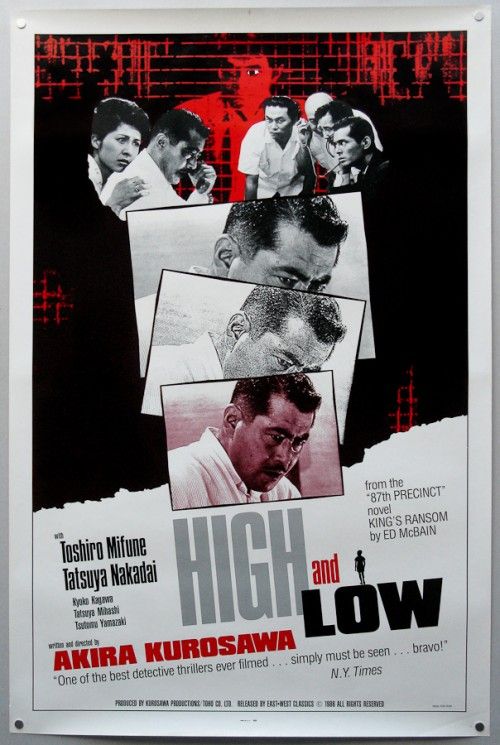 from the
"87th PRECINCT"
novel
KING'S RANSOM
by ED McBAIN
with
Toshiro Mifune
Tatsuya Nakadai
Kyoko Kagawa
Tatsuya Mihashi
Tsutomu Yamazaki
HIGH and
LOW
written and directed by
AKIRA KUROSAWA
"One of the best detective thrillers ever filmed . . . simply must be seen . . . bravo!"
N.Y. Times
PRODUCED BY KUROSAWA PRODUCTIONS: TOHO CO. LTD. RELEASED BY EAST•WEST CLASSICS © 1986 ALL RIGHTS RESERVED